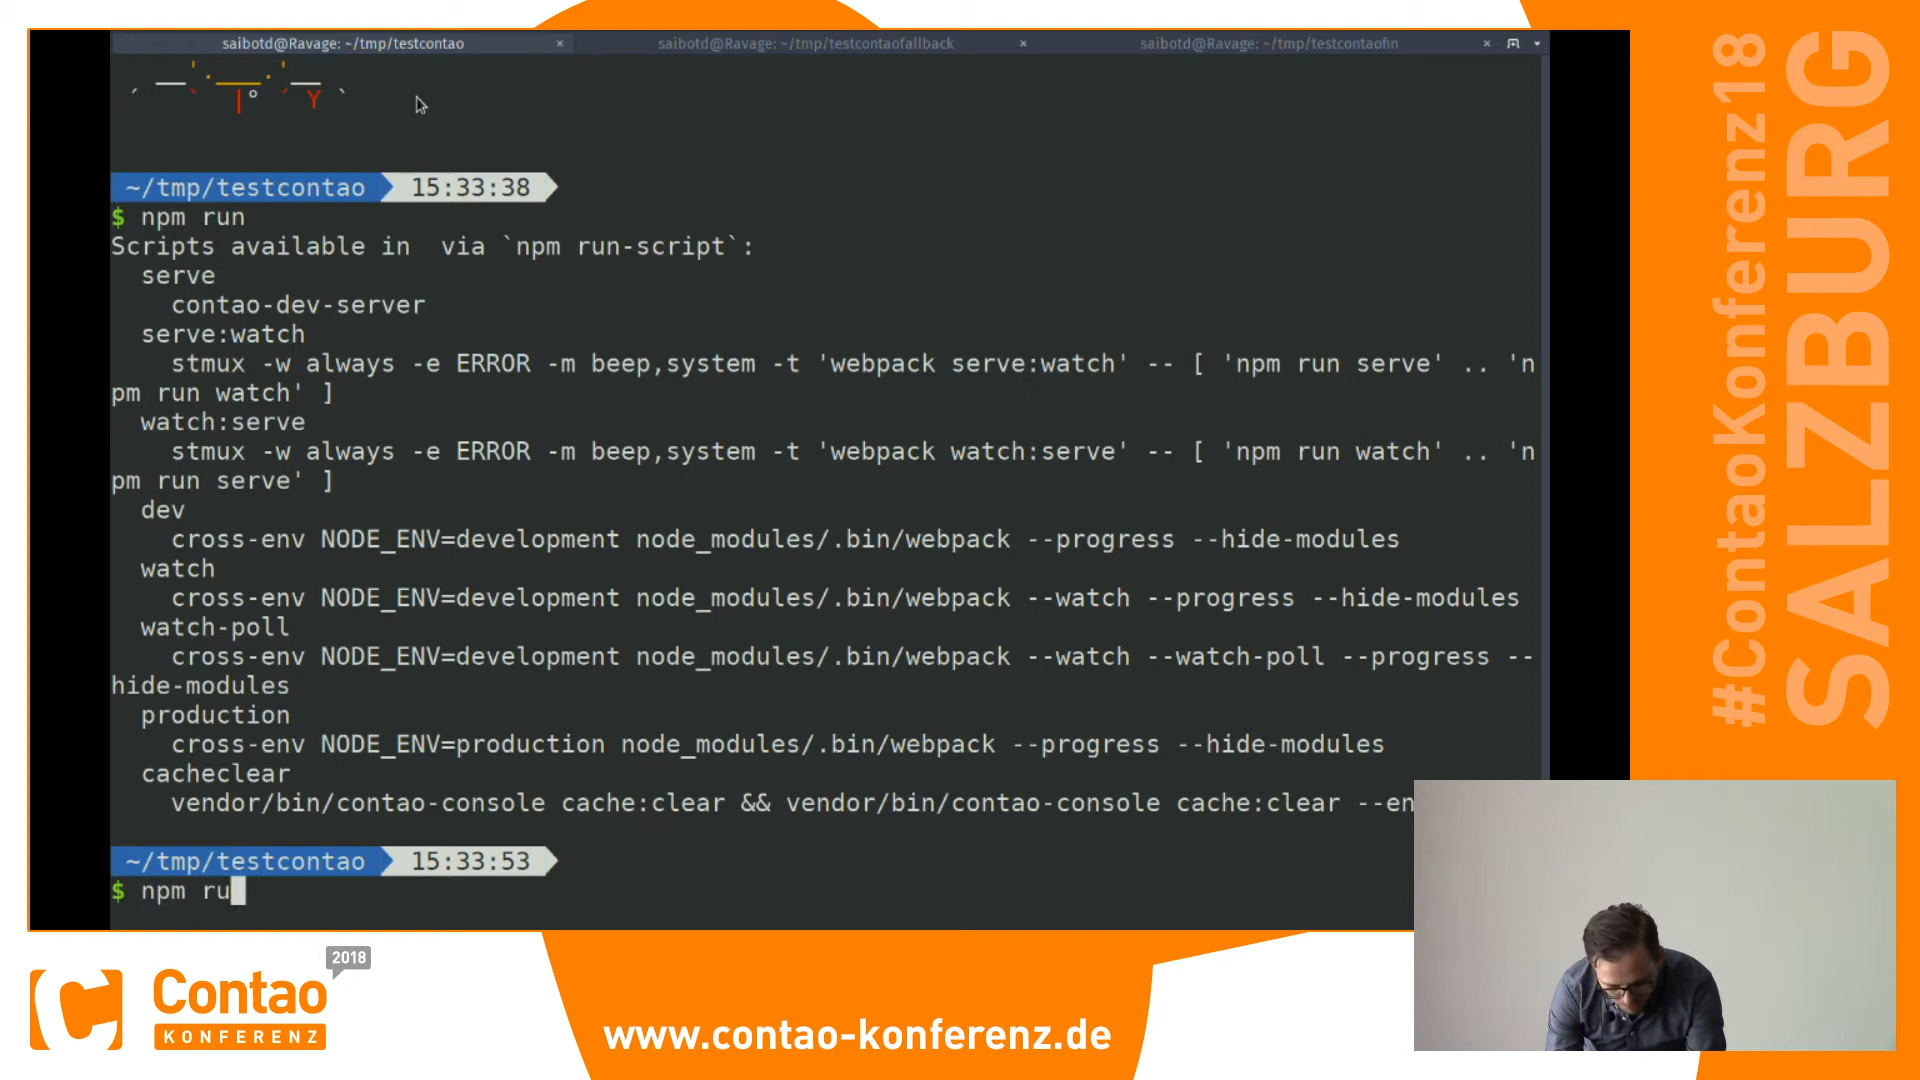 saibotd@Ravage: ~/tmp/testcontao
saibotd@Ravage: ~/tmp/testcontaofallback
saibotd@Ravage: ~/tmp/testcontaofin
~/tmp/testcontao 15:33:38
$ npm run
Scripts available in  via `npm run-script`:
serve
contao-dev-server
serve:watch
stmux -w always -e ERROR -m beep,system -t 'webpack serve:watch' -- [ 'npm run serve' .. 'n
pm run watch' ]
watch:serve
stmux -w always -e ERROR -m beep,system -t 'webpack watch:serve' -- [ 'npm run watch' .. 'n
pm run serve' ]
dev
cross-env NODE_ENV=development node_modules/.bin/webpack --progress --hide-modules
watch
cross-env NODE_ENV=development node_modules/.bin/webpack --watch --progress --hide-modules
watch-poll
cross-env NODE_ENV=development node_modules/.bin/webpack --watch --watch-poll --progress --
hide-modules
production
cross-env NODE_ENV=production node_modules/.bin/webpack --progress --hide-modules
cacheclear
vendor/bin/contao-console cache:clear && vendor/bin/contao-console cache:clear --en
~/tmp/testcontao 15:33:53
$ npm ru
#ContaoKonferenz18
SALZBURG
2018
Contao
KONFERENZ
www.contao-konferenz.de